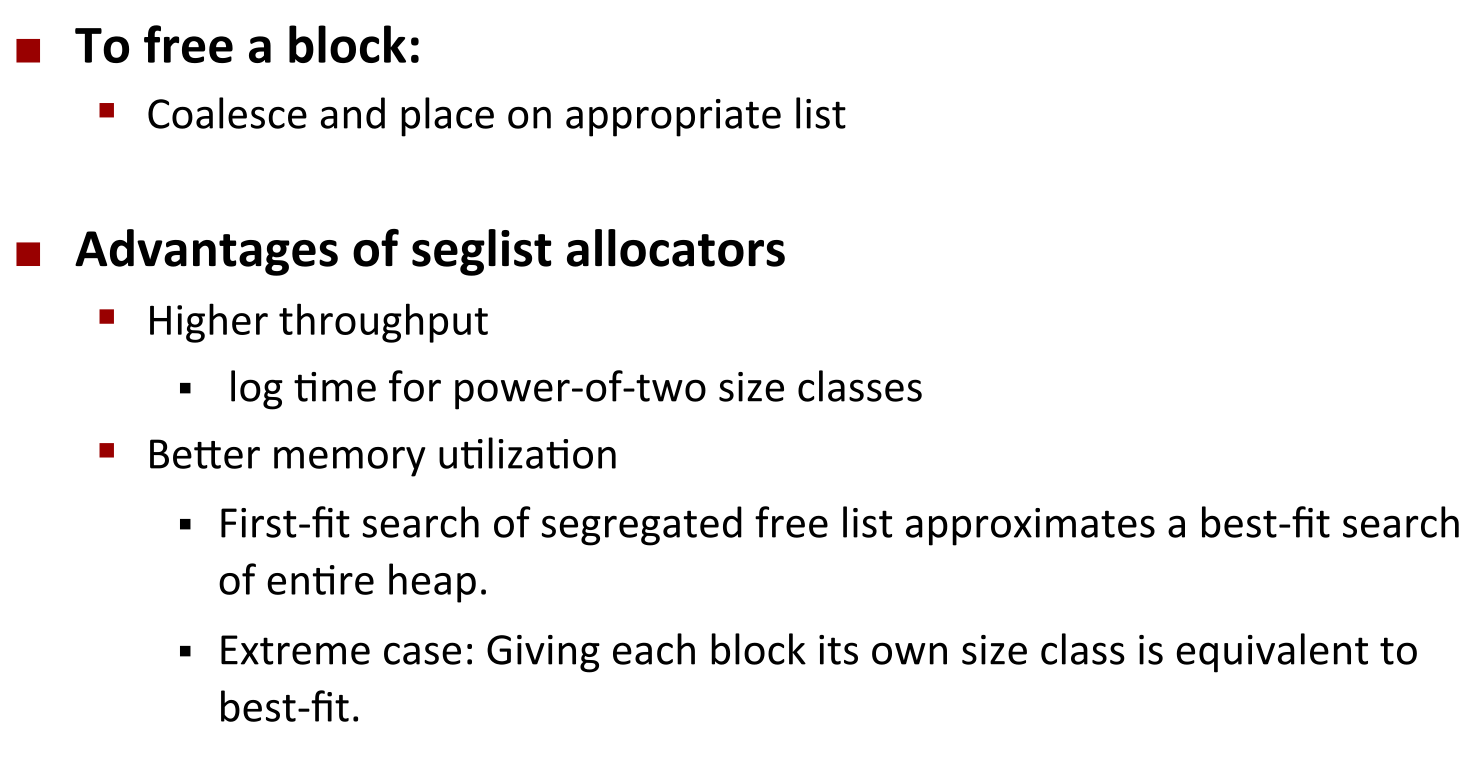 To free a block:
Coalesce and place on appropriate list
Advantages of seglist allocators
Higher throughput
log time for power-of-two size classes
Better memory utilization
First-fit search of segregated free list approximates a best-fit search
of entire heap.
Extreme case: Giving each block its own size class is equivalent to
best-fit.